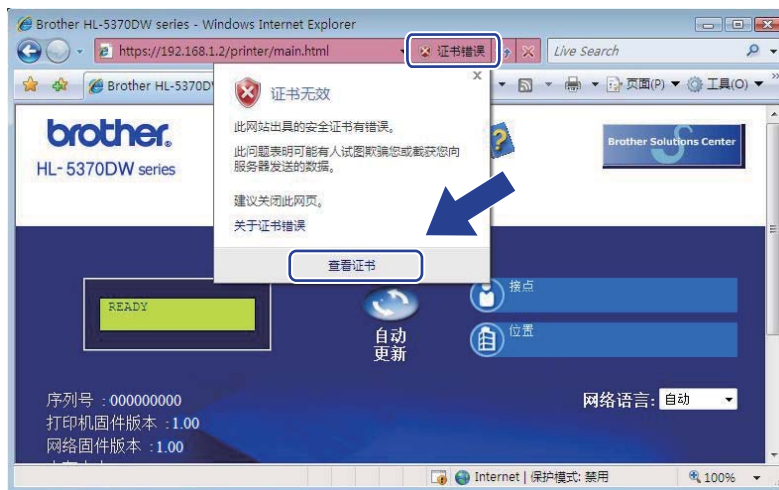 Brother HL-5370DW series - Windows Internet Explorer
https://192.168.1.2/printer/main.html
证书错误
Live Search
Brother HL-5370D
页面(P)
工具(O)
证书无效
此网站出具的安全证书有错误。
此问题表明可能有人试图欺骗您或截获您向
服务器发送的数据。
建议关闭此网页。
关于证书错误
查看证书
brother.
HL-5370DW series
Brother Solutions Center
READY
自动
更新
接点
位置
序列号 : 000000000
打印机固件版本 : 1.00
网络固件版本 : 1.00
网络语言: 自动
Internet | 保护模式: 禁用
100%